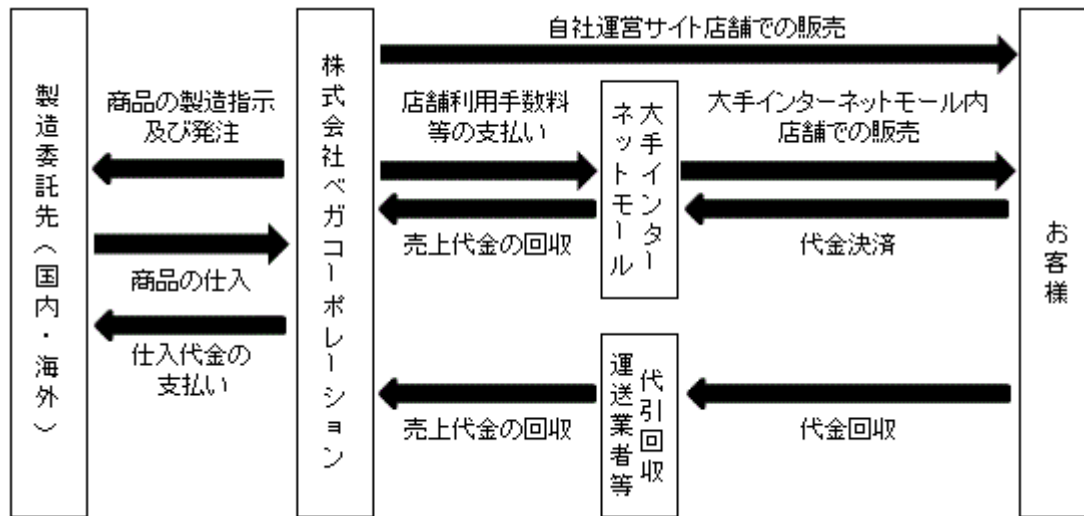 製造委託先（国内・海外）
商品の製造指示
及び発注
商品の仕入
仕入代金の
支払い
株式会社ベガコーポレーション
自社運営サイト店舗での販売
店舗利用手数料
等の支払い
売上代金の回収
大手インター
ネットモール
大手インターネットモール内
店舗での販売
代金決済
売上代金の回収
代引回収
運送業者等
代金回収
お客様